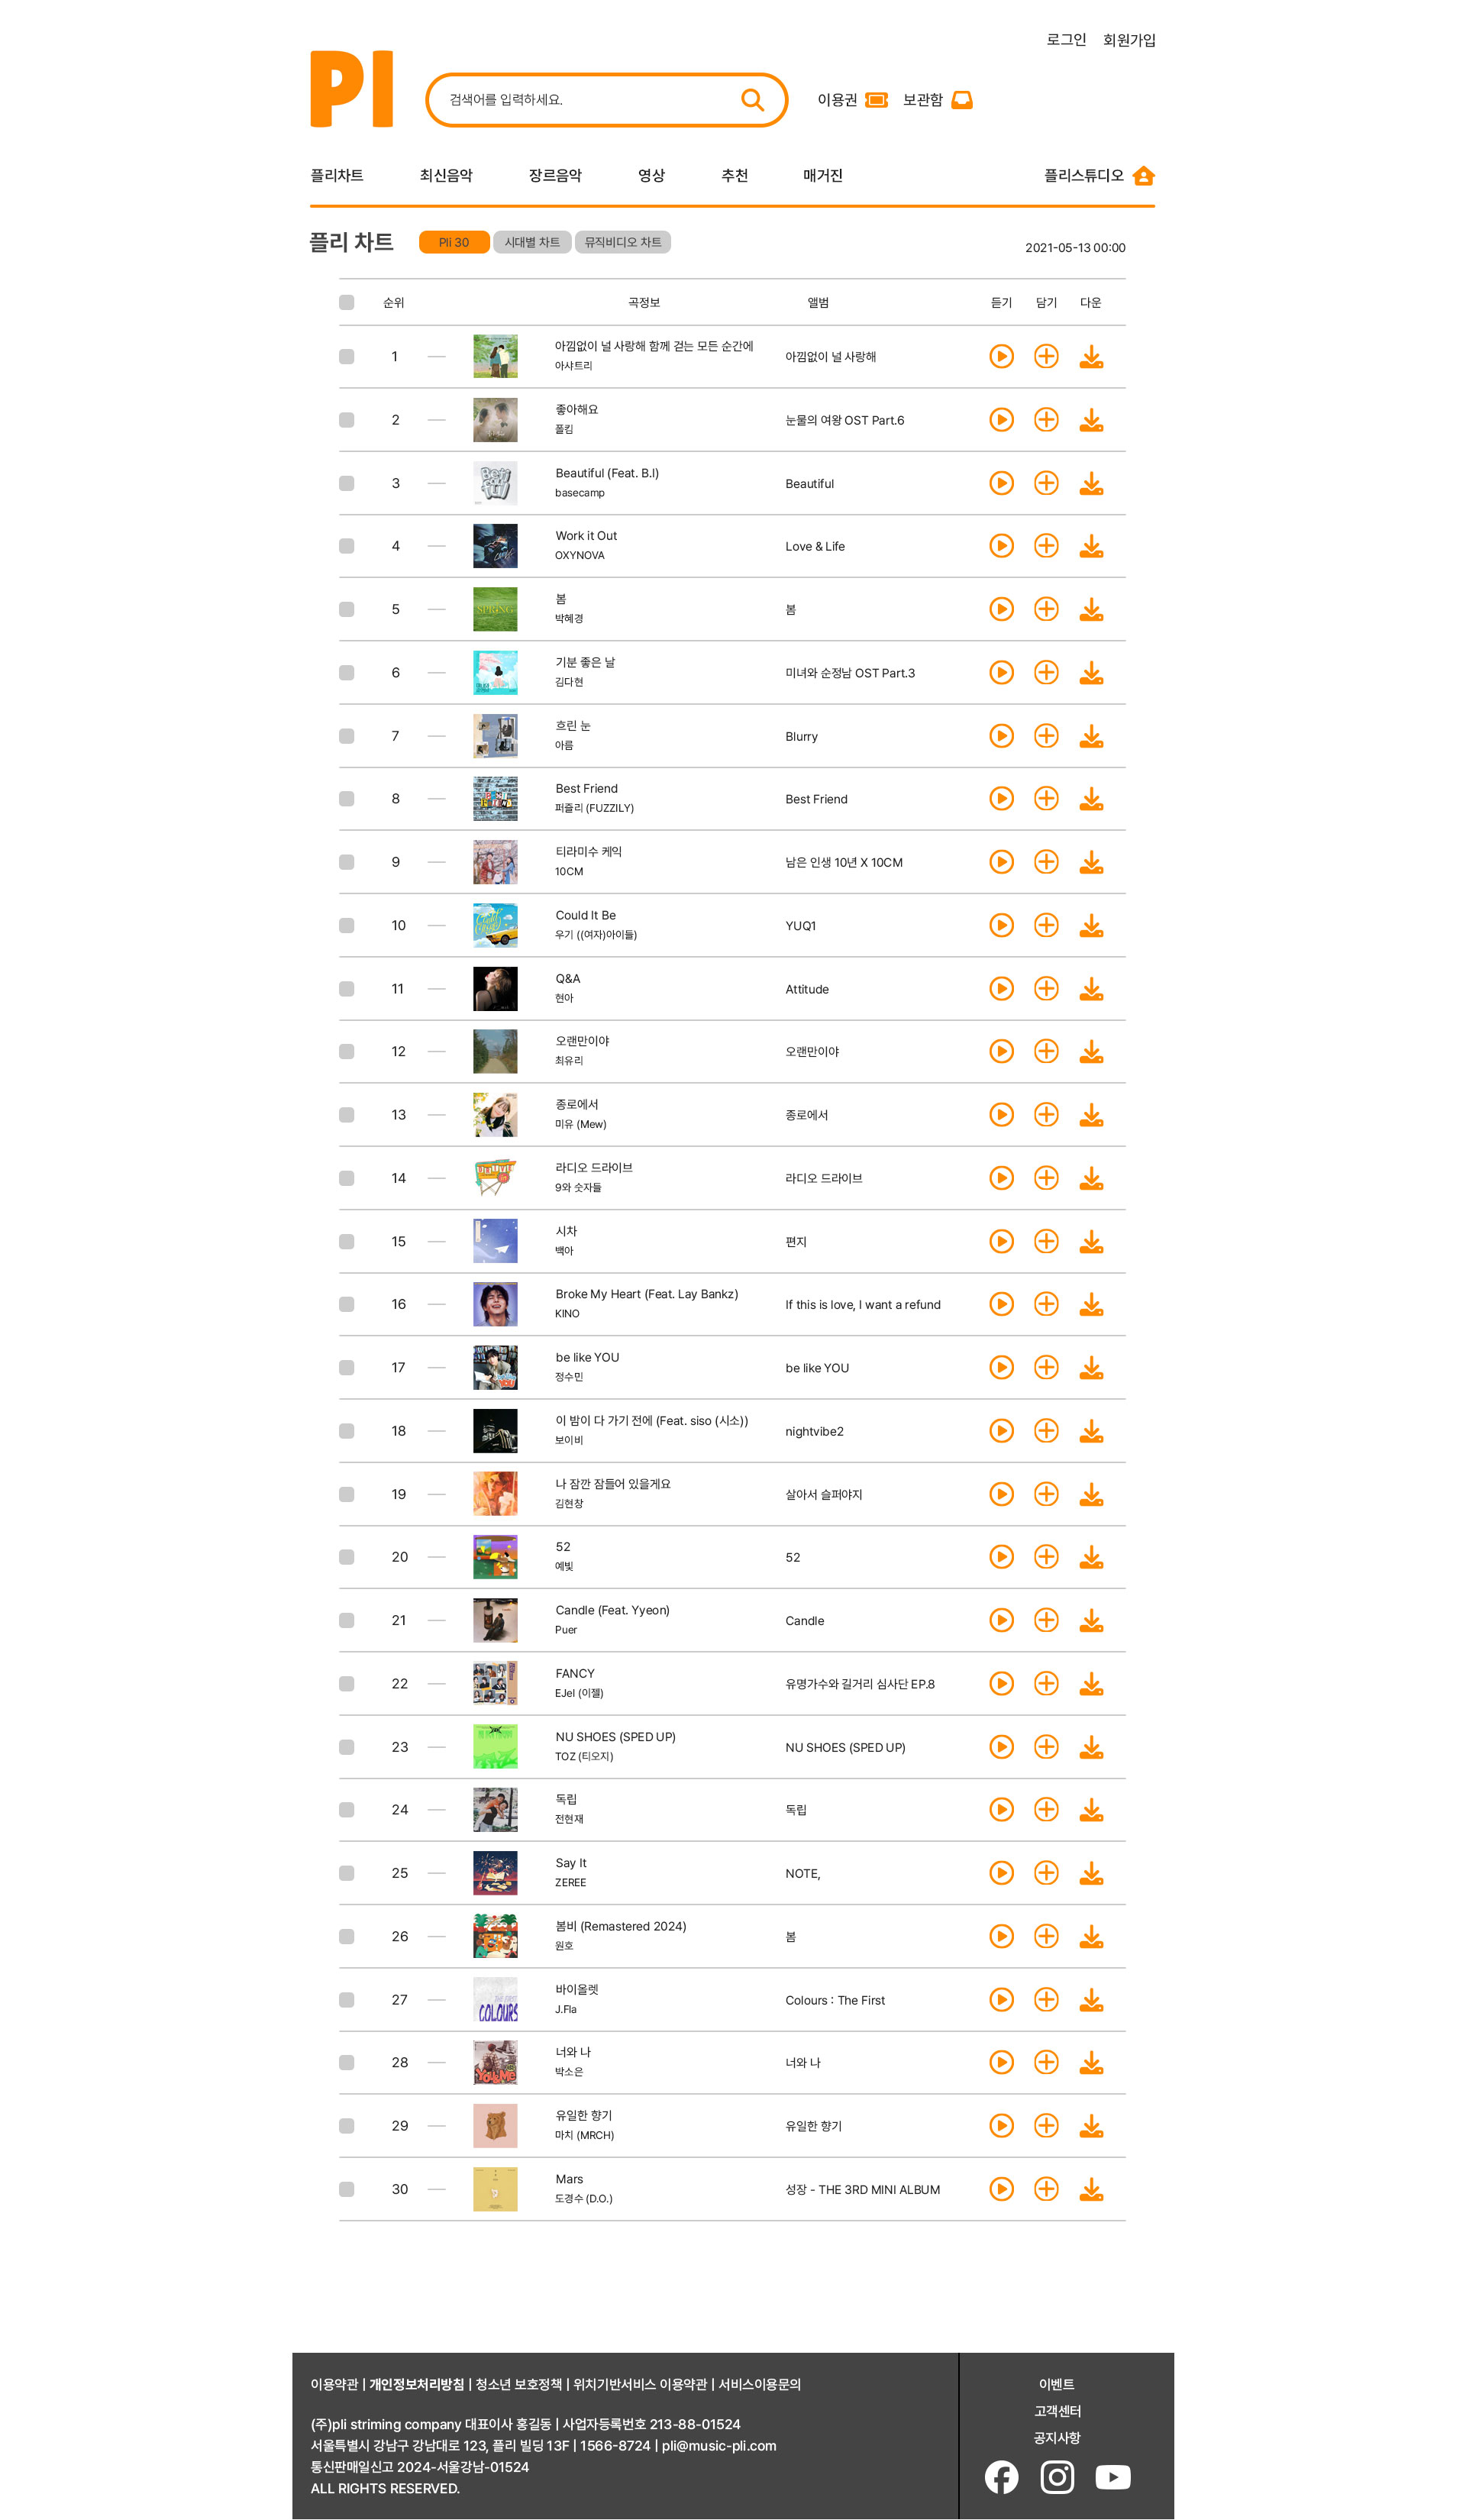 로그인 회원가입
Pl
검색어를 입력하세요.
이용권 보관함
플리차트 최신음악 장르음악 영상 추천 매거진 플리스튜디오
플리 차트 Pli 30 시대별 차트 뮤직비디오 차트 2021-05-13 00:00
순위 곡정보 앨범 듣기 담기 다운
1 아낌없이 널 사랑해 함께 걷는 모든 순간에
아샤트리
아낌없이 널 사랑해
2 좋아해요
폴킴
눈물의 여왕 OST Part.6
3 Beautiful (Feat. B.I)
basecamp
Beautiful
4 Work it Out
OXYNOVA
Love & Life
SPRING
5 봄
박혜경
봄
6 기분 좋은 날
김다현
미녀와 순정남 OST Part.3
7 흐린 눈
아름
Blurry
8 Best Friend
퍼즐리 (FUZZILY)
Best Friend
9 티라미수 케익
10CM
남은 인생 10년 X 10CM
10 Could It Be
우기 ((여자)아이들)
YUQ1
11 Q&A
현아
Attitude
12 오랜만이야
최유리
오랜만이야
13 종로에서
미유 (Mew)
종로에서
14 라디오 드라이브
9와 숫자들
라디오 드라이브
15 시차
백아
편지
16 Broke My Heart (Feat. Lay Bankz)
KINO
If this is love, I want a refund
17 be like YOU
정수민
be like YOU
18 이 밤이 다 가기 전에 (Feat. siso (시소))
보이비
nightvibe2
19 나 잠깐 잠들어 있을게요
김현창
살아서 슬퍼야지
20 52
예빛
52
21 Candle (Feat. Yyeon)
Puer
Candle
22 FANCY
EJel (이젤)
유명가수와 길거리 심사단 EP.8
23 NU SHOES (SPED UP)
TOZ (티오지)
NU SHOES (SPED UP)
24 독립
전현재
독립
25 Say It
ZEREE
NOTE,
26 봄비 (Remastered 2024)
원호
봄
THE FIRST
COLOURS
27 바이올렛
J.Fla
Colours : The First
You&Me
28 너와 나
박소은
너와 나
29 유일한 향기
마치 (MRCH)
유일한 향기
30 Mars
도경수 (D.O.)
성장 - THE 3RD MINI ALBUM
이용약관 | 개인정보처리방침 | 청소년 보호정책 | 위치기반서비스 이용약관 | 서비스이용문의
(주)pli striming company 대표이사 홍길동 | 사업자등록번호 213-88-01524
서울특별시 강남구 강남대로 123, 플리 빌딩 13F | 1566-8724 | pli@music-pli.com
통신판매일신고 2024-서울강남-01524
ALL RIGHTS RESERVED.
이벤트
고객센터
공지사항